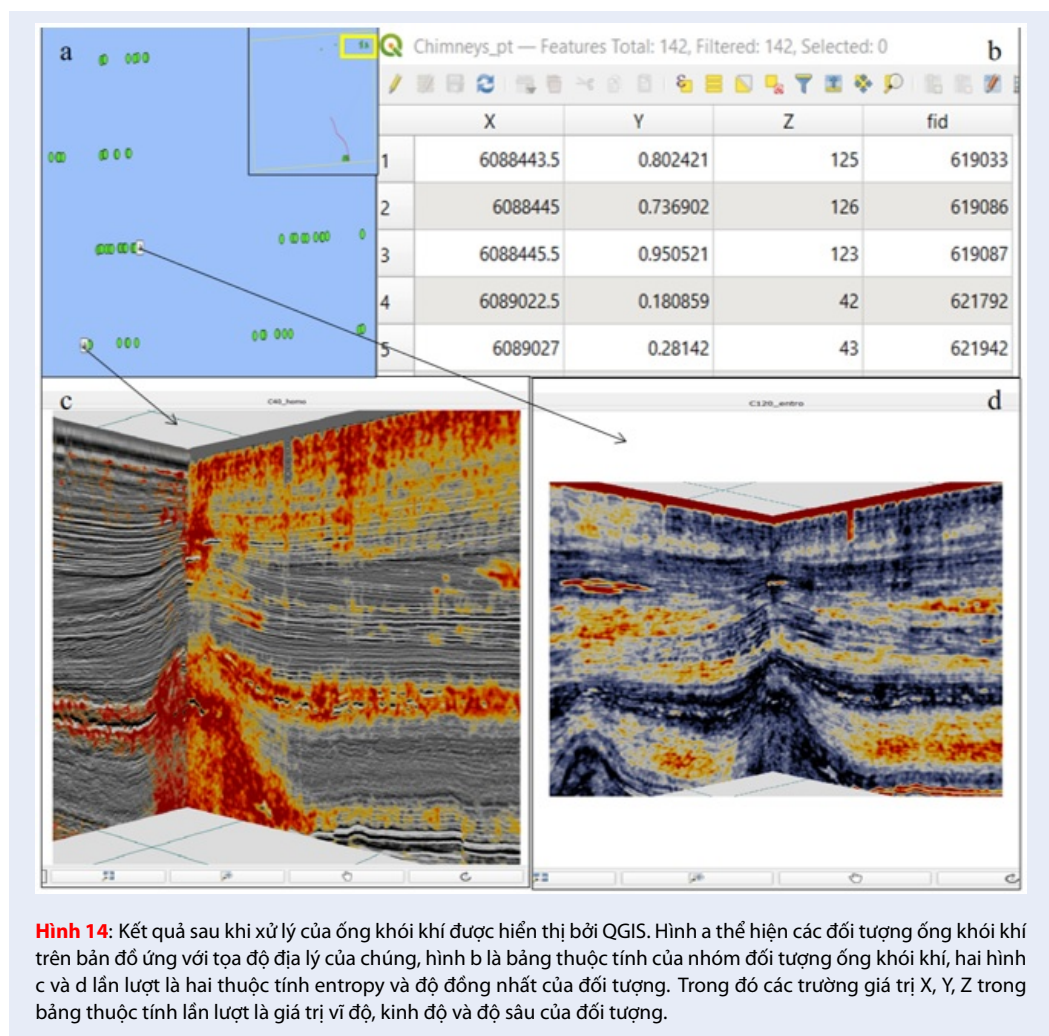 a
Chimneys_pt — Features Total: 142, Filtered: 142, Selected: 0
b
X Y Z fid
1 6088443.5 0.802421 125 619033
2 6088445 0.736902 126 619086
3 6088445.5 0.950521 123 619087
4 6089022.5 0.180859 42 621792
5 6089027 0.28142 43 621942
c
C40_homo
C120_entro
d
Hình 14: Kết quả sau khi xử lý của ống khói khí được hiển thị bởi QGIS. Hình a thể hiện các đối tượng ống khói khí
trên bản đồ ứng với tọa độ địa lý của chúng, hình b là bảng thuộc tính của nhóm đối tượng ống khói khí, hai hình
c và d lần lượt là hai thuộc tính entropy và độ đồng nhất của đối tượng. Trong đó các trường giá trị X, Y, Z trong
bảng thuộc tính lần lượt là giá trị vĩ độ, kinh độ và độ sâu của đối tượng.